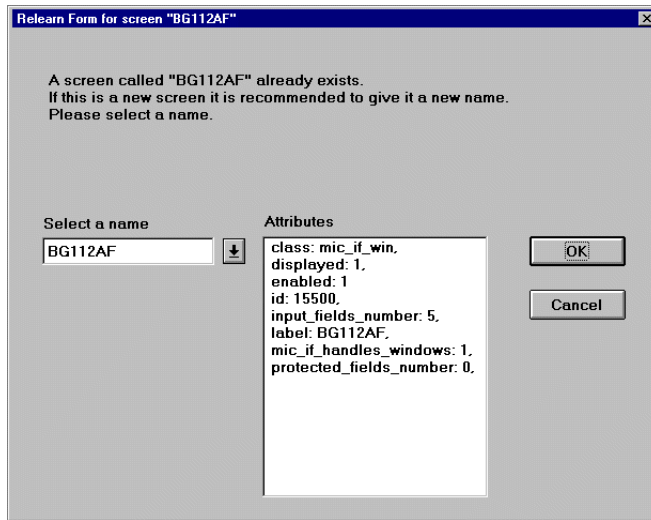 Relearn Form for screen "BG112AF"
A screen called "BG112AF" already exists.
If this is a new screen it is recommended to give it a new name.
Please select a name.
Select a name
BG112AF
Attributes
class: mic_if_win,
displayed: 1,
enabled: 1
id: 15500,
input_fields_number: 5,
label: BG112AF,
mic_if_handles_windows: 1,
protected_fields_number: 0,
OK
Cancel